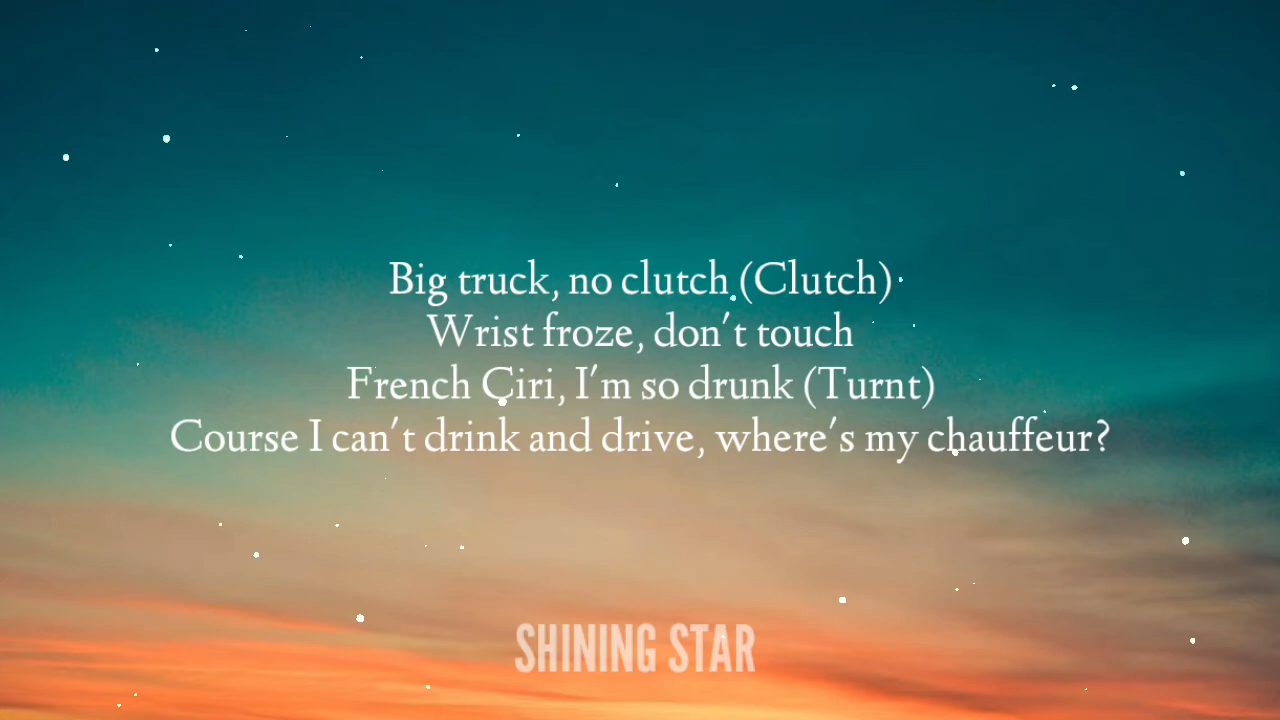 Big truck, no clutch (Clutch)
Wrist froze, don't touch
French Ciri, I'm so drunk (Turnt)
Course I can't drink and drive, where's my chauffeur?
SHINING STAR